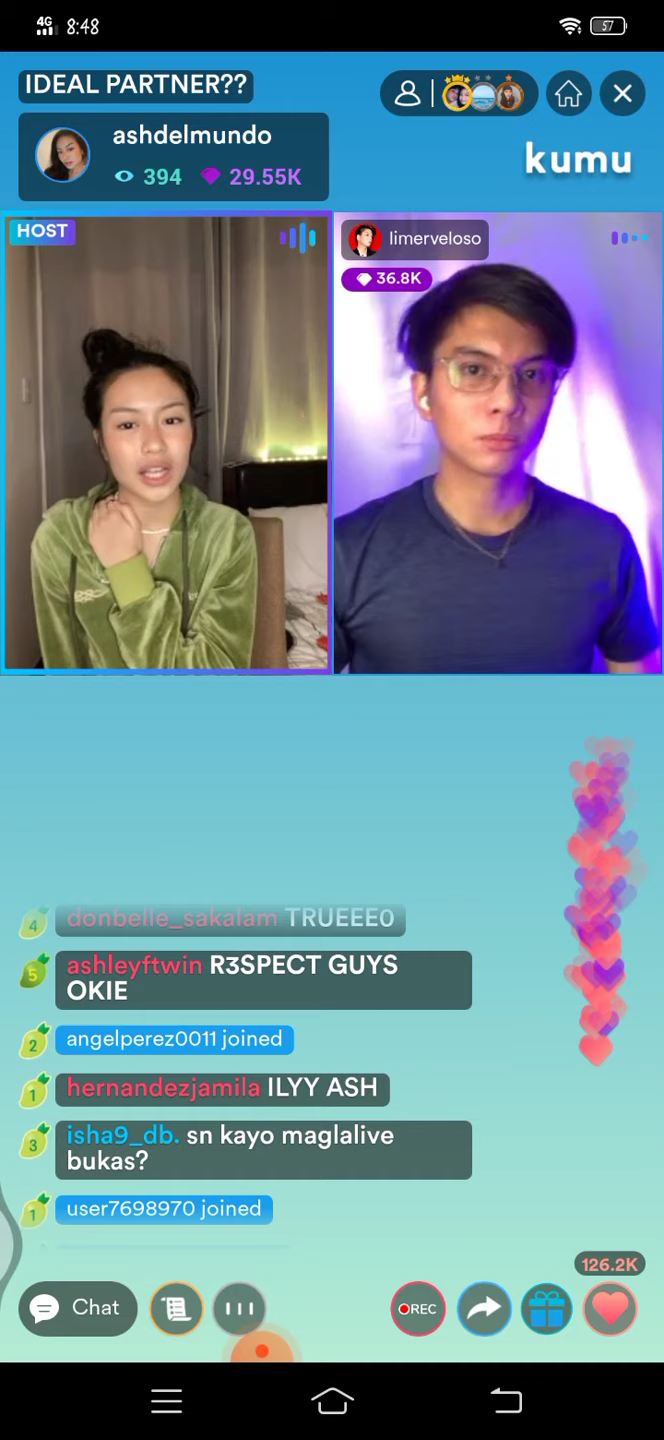 4G 8:48 57
IDEAL PARTNER??
ashdelmundo
394 29.55K
kumu
HOST
limerveloso
36.8K
4 donbelle_sakalam TRUEEE0
5 ashleyftwin R3SPECT GUYS
OKIE
2 angelperez0011 joined
1 hernandezjamila ILYY ASH
3 isha9_db. sn kayo maglalive
bukas?
1 user7698970 joined
126.2K
Chat
REC